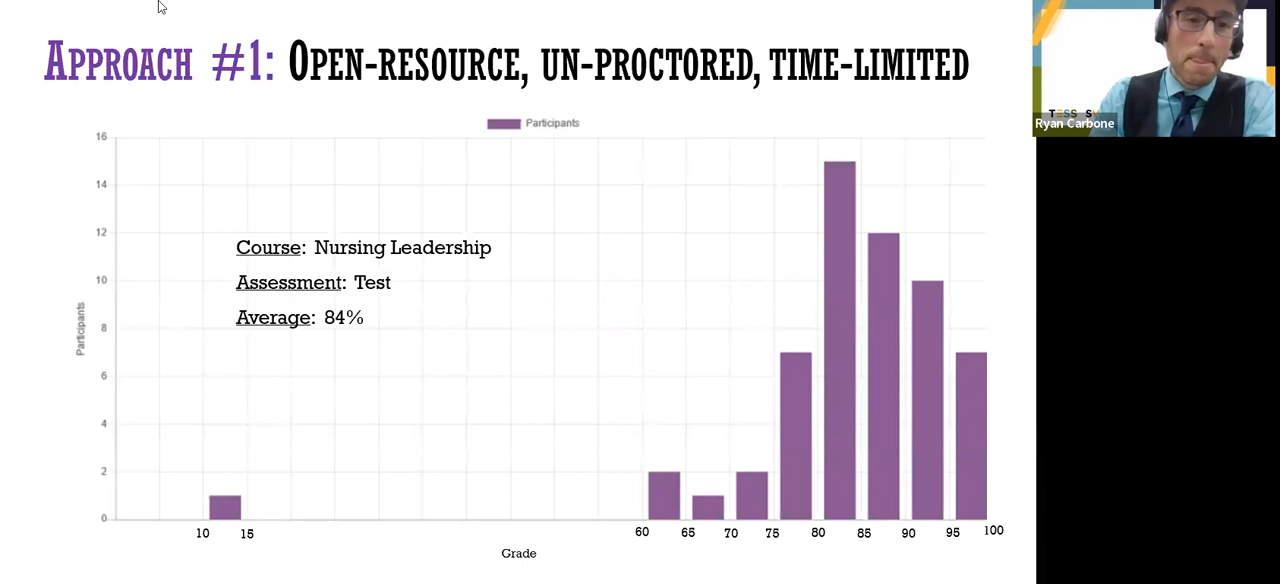 APPROACH #1: OPEN-RESOURCE, UN-PROCTORED, TIME-LIMITED
Participants
16
14
12
10
8
6
4
2
0
Participants
Course: Nursing Leadership
Assessment: Test
Average: 84%
10 15 60 65 70 75 80 85 90 95 100
Grade
Ryan Carbone